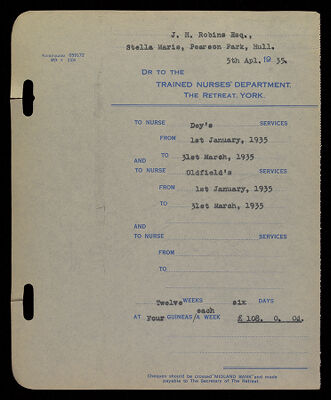 J. H. Robins Esq.,
Stella Maris, Pearson Park, Hull.
5th Apl. 1935.
DR TO THE
TRAINED NURSES' DEPARTMENT,
THE RETREAT, YORK.
TO NURSE Dey's SERVICES
FROM 1st January, 1935
AND TO 31st March, 1935
TO NURSE Oldfield's SERVICES
FROM 1st January, 1935
TO 31st March, 1935
AND
TO NURSE SERVICES
FROM
TO
Twelve WEEKS six DAYS
each
AT Four GUINEAS / A WEEK £ 108. 0. 0d.
Cheques should be crossed "MIDLAND BANK" and made
payable to The Secretary of The Retreat